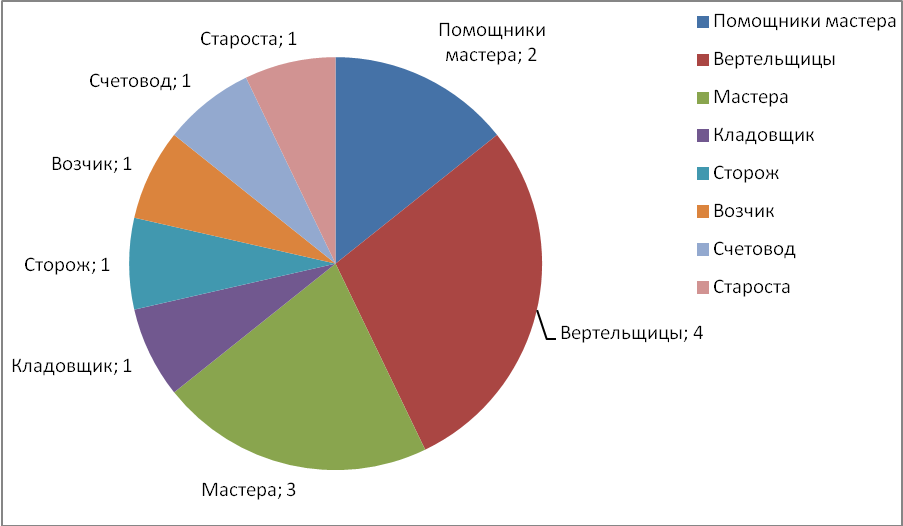 Помощники
мастера; 2
Вертельщицы; 4
Мастера; 3
Кладовщик; 1
Сторож; 1
Возчик; 1
Счетовод; 1
Староста; 1
Помощники мастера
Вертельщицы
Мастера
Кладовщик
Сторож
Возчик
Счетовод
Староста